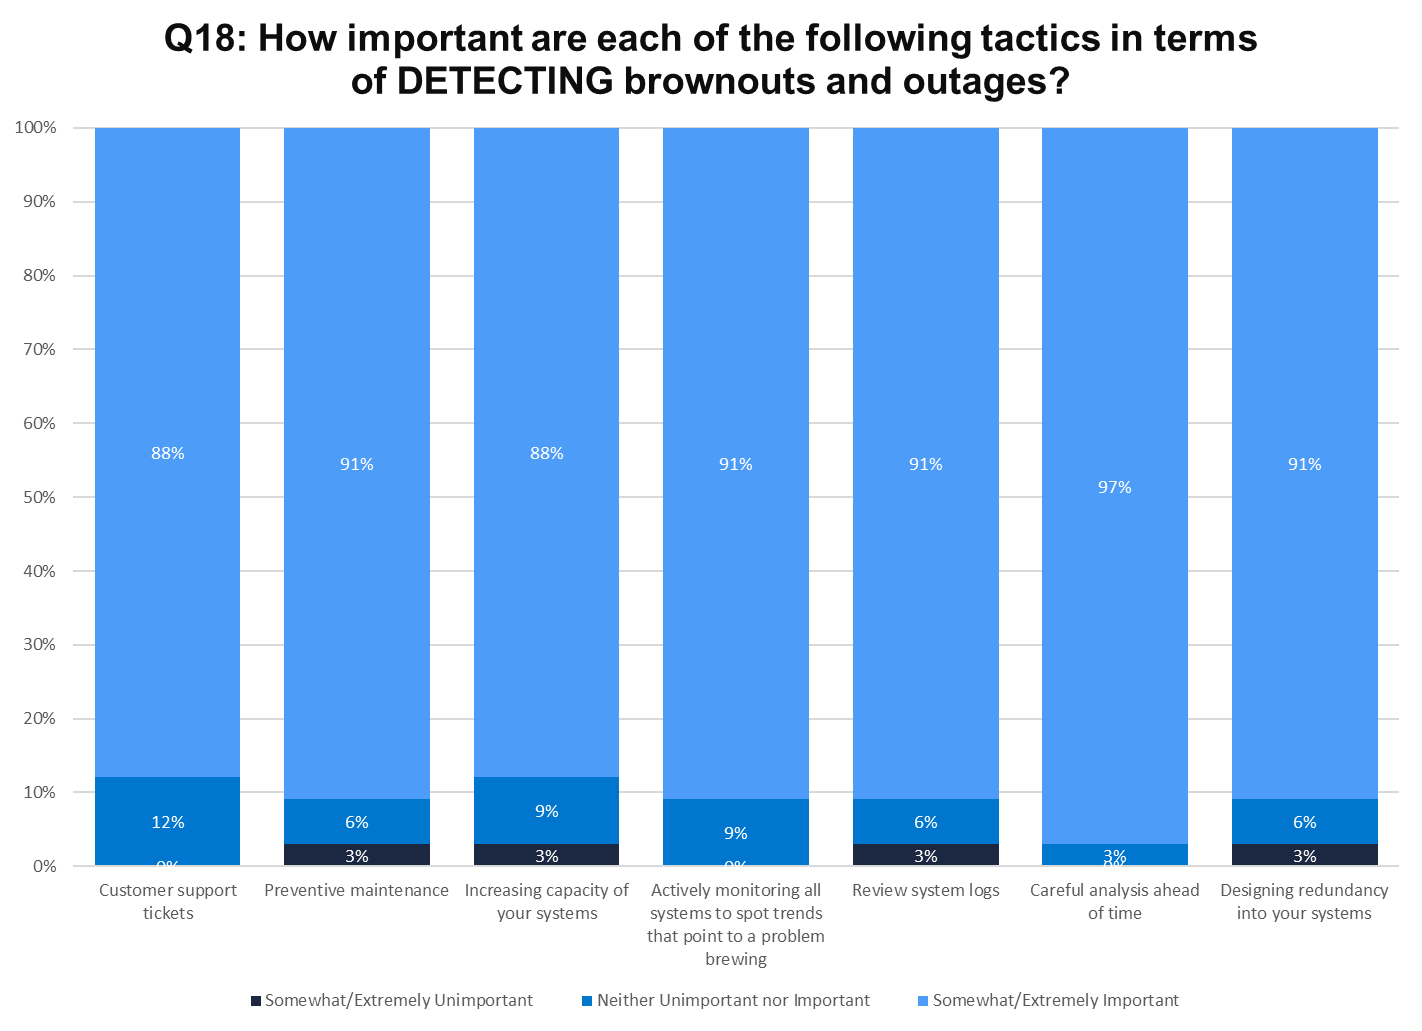 Q18: How important are each of the following tactics in terms
of DETECTING brownouts and outages?
100%
90%
80%
70%
60%
50%
40%
30%
20%
10%
0%
88%
91%
88%
91%
91%
97%
91%
12%
6%
9%
9%
6%
3%
6%
0%
3%
3%
0%
3%
0%
3%
Customer support
tickets
Preventive maintenance
Increasing capacity of
your systems
Actively monitoring all
systems to spot trends
that point to a problem
brewing
Review system logs
Careful analysis ahead
of time
Designing redundancy
into your systems
Somewhat/Extremely Unimportant
Neither Unimportant nor Important
Somewhat/Extremely Important